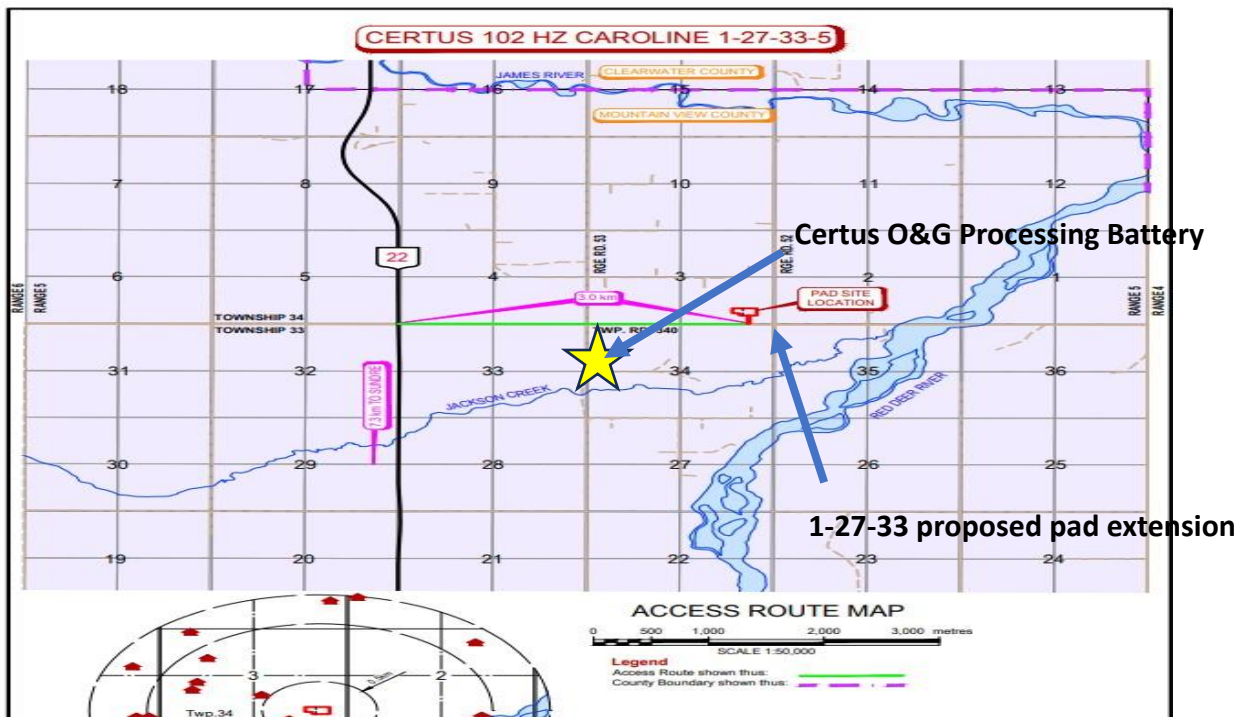 CERTUS 102 HZ CAROLINE 1-27-33-5
CLEARWATER COUNTY
JAMES RIVER
18 17 16 15 14 13
MOUNTAIN VIEW COUNTY
7 8 9 10 11 12
RGE RD. 53
RGE RD. 52
Certus O&G Processing Battery
22
6 5 4 3 2 1
RANGE 6
RANGE 5
RANGE 5
RANGE 4
3.0 km
PAD SITE
LOCATION
TOWNSHIP 34
TOWNSHIP 33
TWP. RD. 340
31 32 33 34 35 36
7.3 km TO SUNDRE
JACKSON CREEK
RED DEER RIVER
30 29 28 27 26 25
1-27-33 proposed pad extension
19 20 21 22 23 24
ACCESS ROUTE MAP
0 500 1,000 2,000 3,000 metres
SCALE 1:50,000
Legend
Access Route shown thus:
County Boundary shown thus:
3 2
0.5km
Twp.34